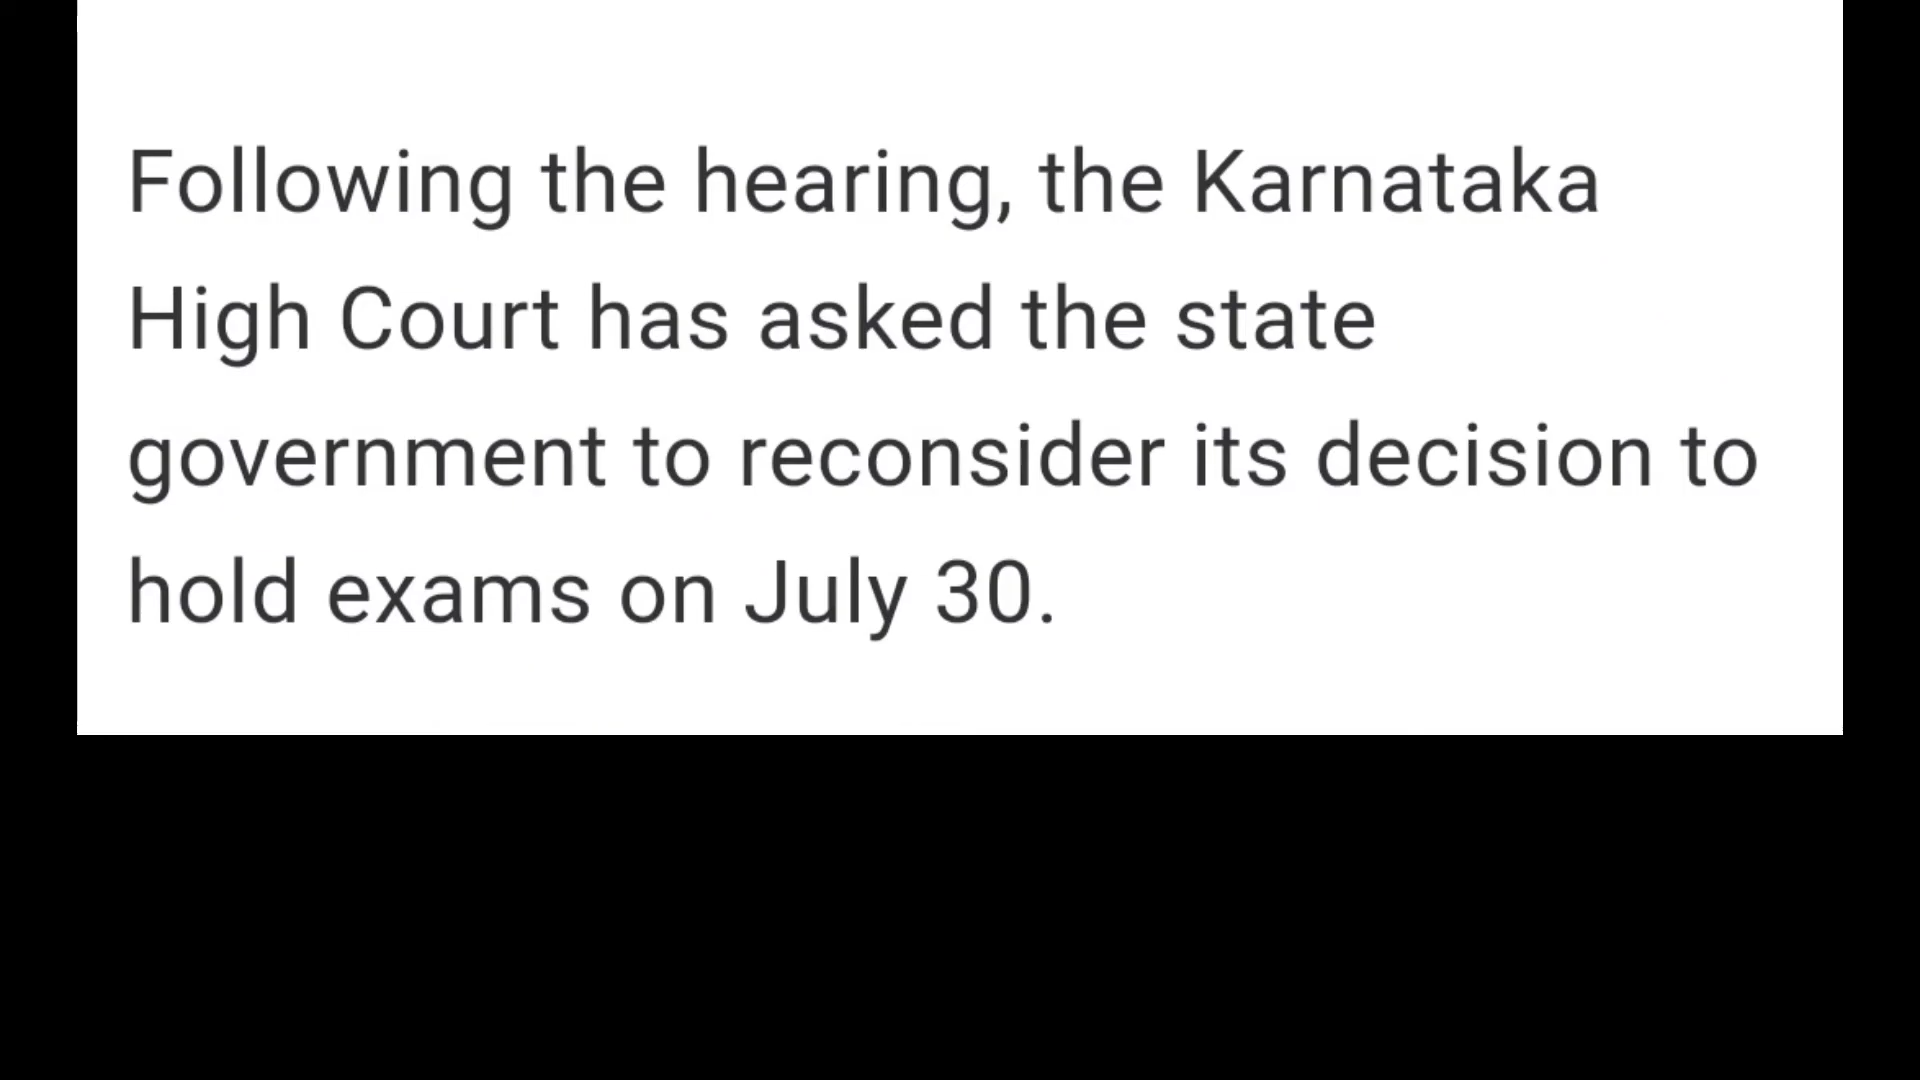 Following the hearing, the Karnataka
High Court has asked the state
government to reconsider its decision to
hold exams on July 30.